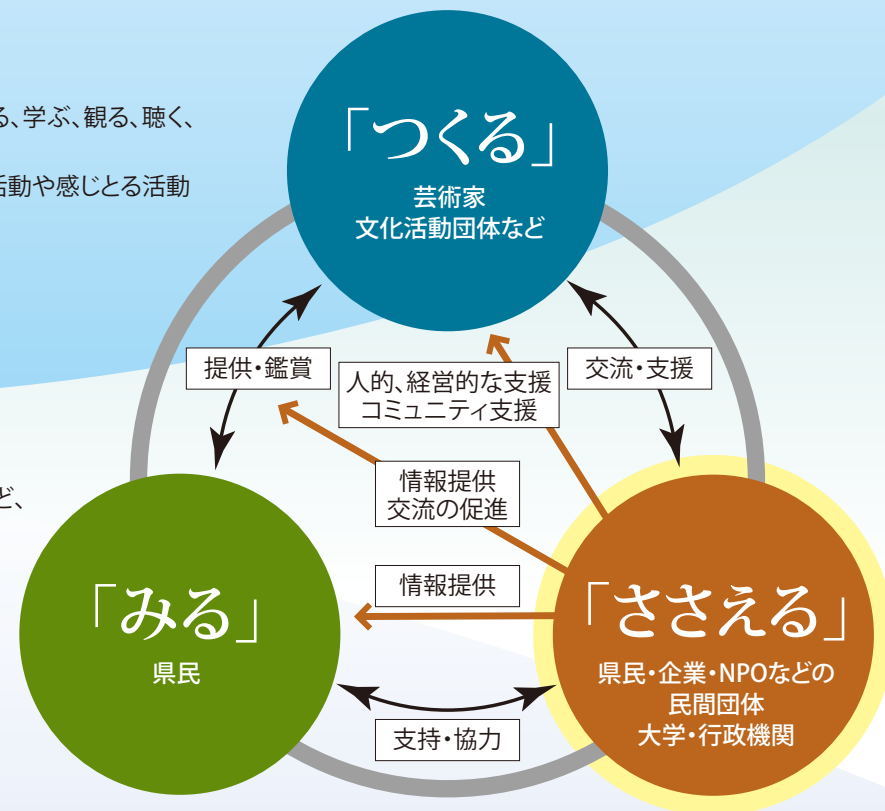 る、学ぶ、観る、聴く、
活動や感じとる活動
ど、
「つくる」
芸術家
文化活動団体など
提供・鑑賞
人的、経営的な支援
コミュニティ支援
交流・支援
情報提供
交流の促進
情報提供
「みる」
県民
「ささえる」
県民・企業・NPOなどの
民間団体
大学・行政機関
支持・協力